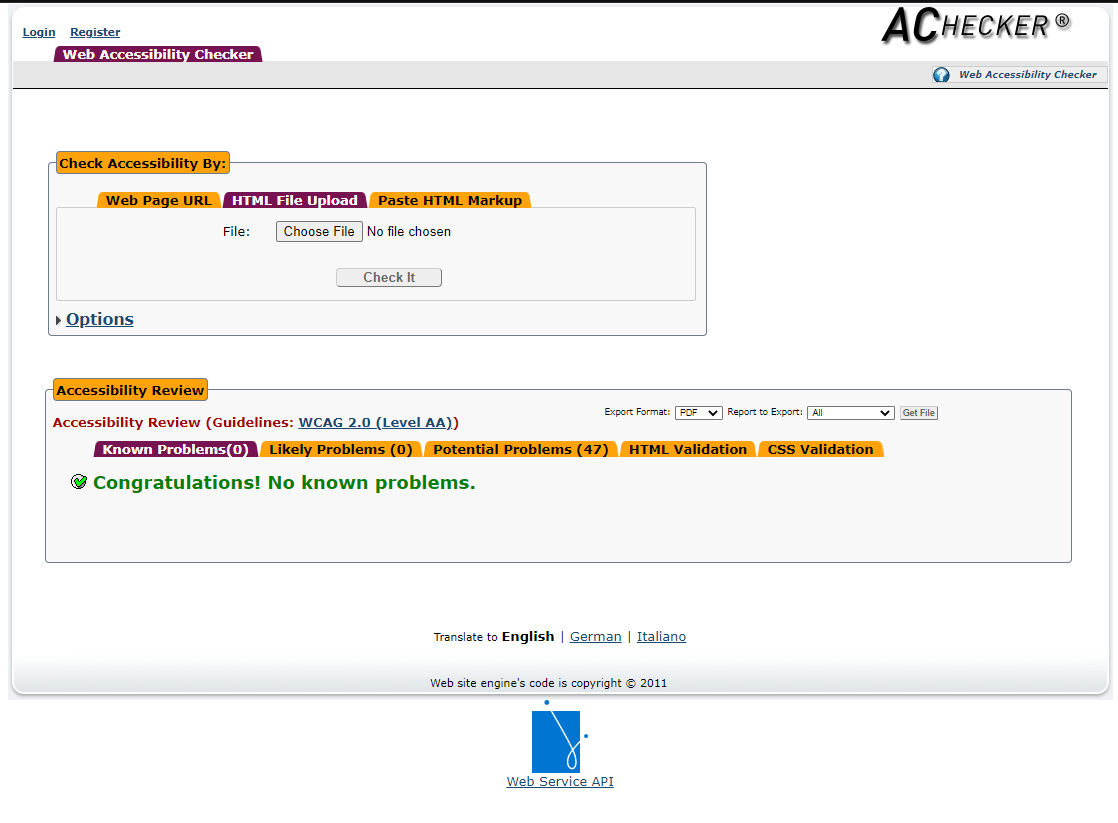 Login Register
ACHECKER ®
Web Accessibility Checker
Web Accessibility Checker
Check Accessibility By:
Web Page URL HTML File Upload Paste HTML Markup
File: Choose File No file chosen
Check It
Options
Accessibility Review
Export Format: PDF Report to Export: All Get File
Accessibility Review (Guidelines: WCAG 2.0 (Level AA))
Known Problems(0) Likely Problems (0) Potential Problems (47) HTML Validation CSS Validation
Congratulations! No known problems.
Translate to English | German | Italiano
Web site engine's code is copyright © 2011
Web Service API